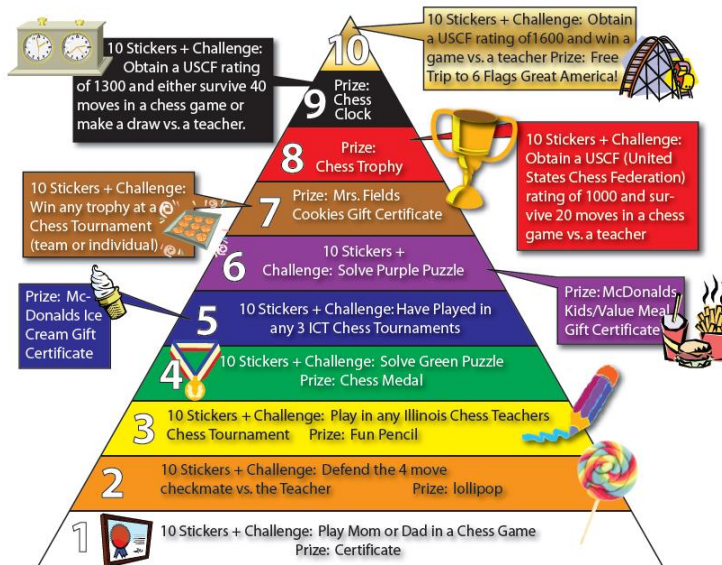 10
10 Stickers + Challenge: Obtain
a USCF rating of1600 and win a
game vs. a teacher Prize: Free
Trip to 6 Flags Great America!
10 Stickers + Challenge:
Obtain a USCF rating
of 1300 and either survive 40
moves in a chess game or
make a draw vs. a teacher.
9
Prize:
Chess
Clock
8
Prize:
Chess Trophy
10 Stickers + Challenge:
Obtain a USCF (United
States Chess Federation)
rating of 1000 and sur-
vive 20 moves in a chess
game vs. a teacher
10 Stickers + Challenge:
Win any trophy at a
Chess Tournament
(team or individual)
7
Prize: Mrs. Fields
Cookies Gift Certificate
6
10 Stickers +
Challenge: Solve Purple Puzzle
Prize: McDonalds
Kids/Value Meal
Gift Certificate
Prize: Mc-
Donalds Ice
Cream Gift
Certificate
5
10 Stickers + Challenge: Have Played in
any 3 ICT Chess Tournaments
4
10 Stickers + Challenge: Solve Green Puzzle
Prize: Chess Medal
3
10 Stickers + Challenge: Play in any Illinois Chess Teachers
Chess Tournament Prize: Fun Pencil
2
10 Stickers + Challenge: Defend the 4 move
checkmate vs. the Teacher Prize: lollipop
1
10 Stickers + Challenge: Play Mom or Dad in a Chess Game
Prize: Certificate